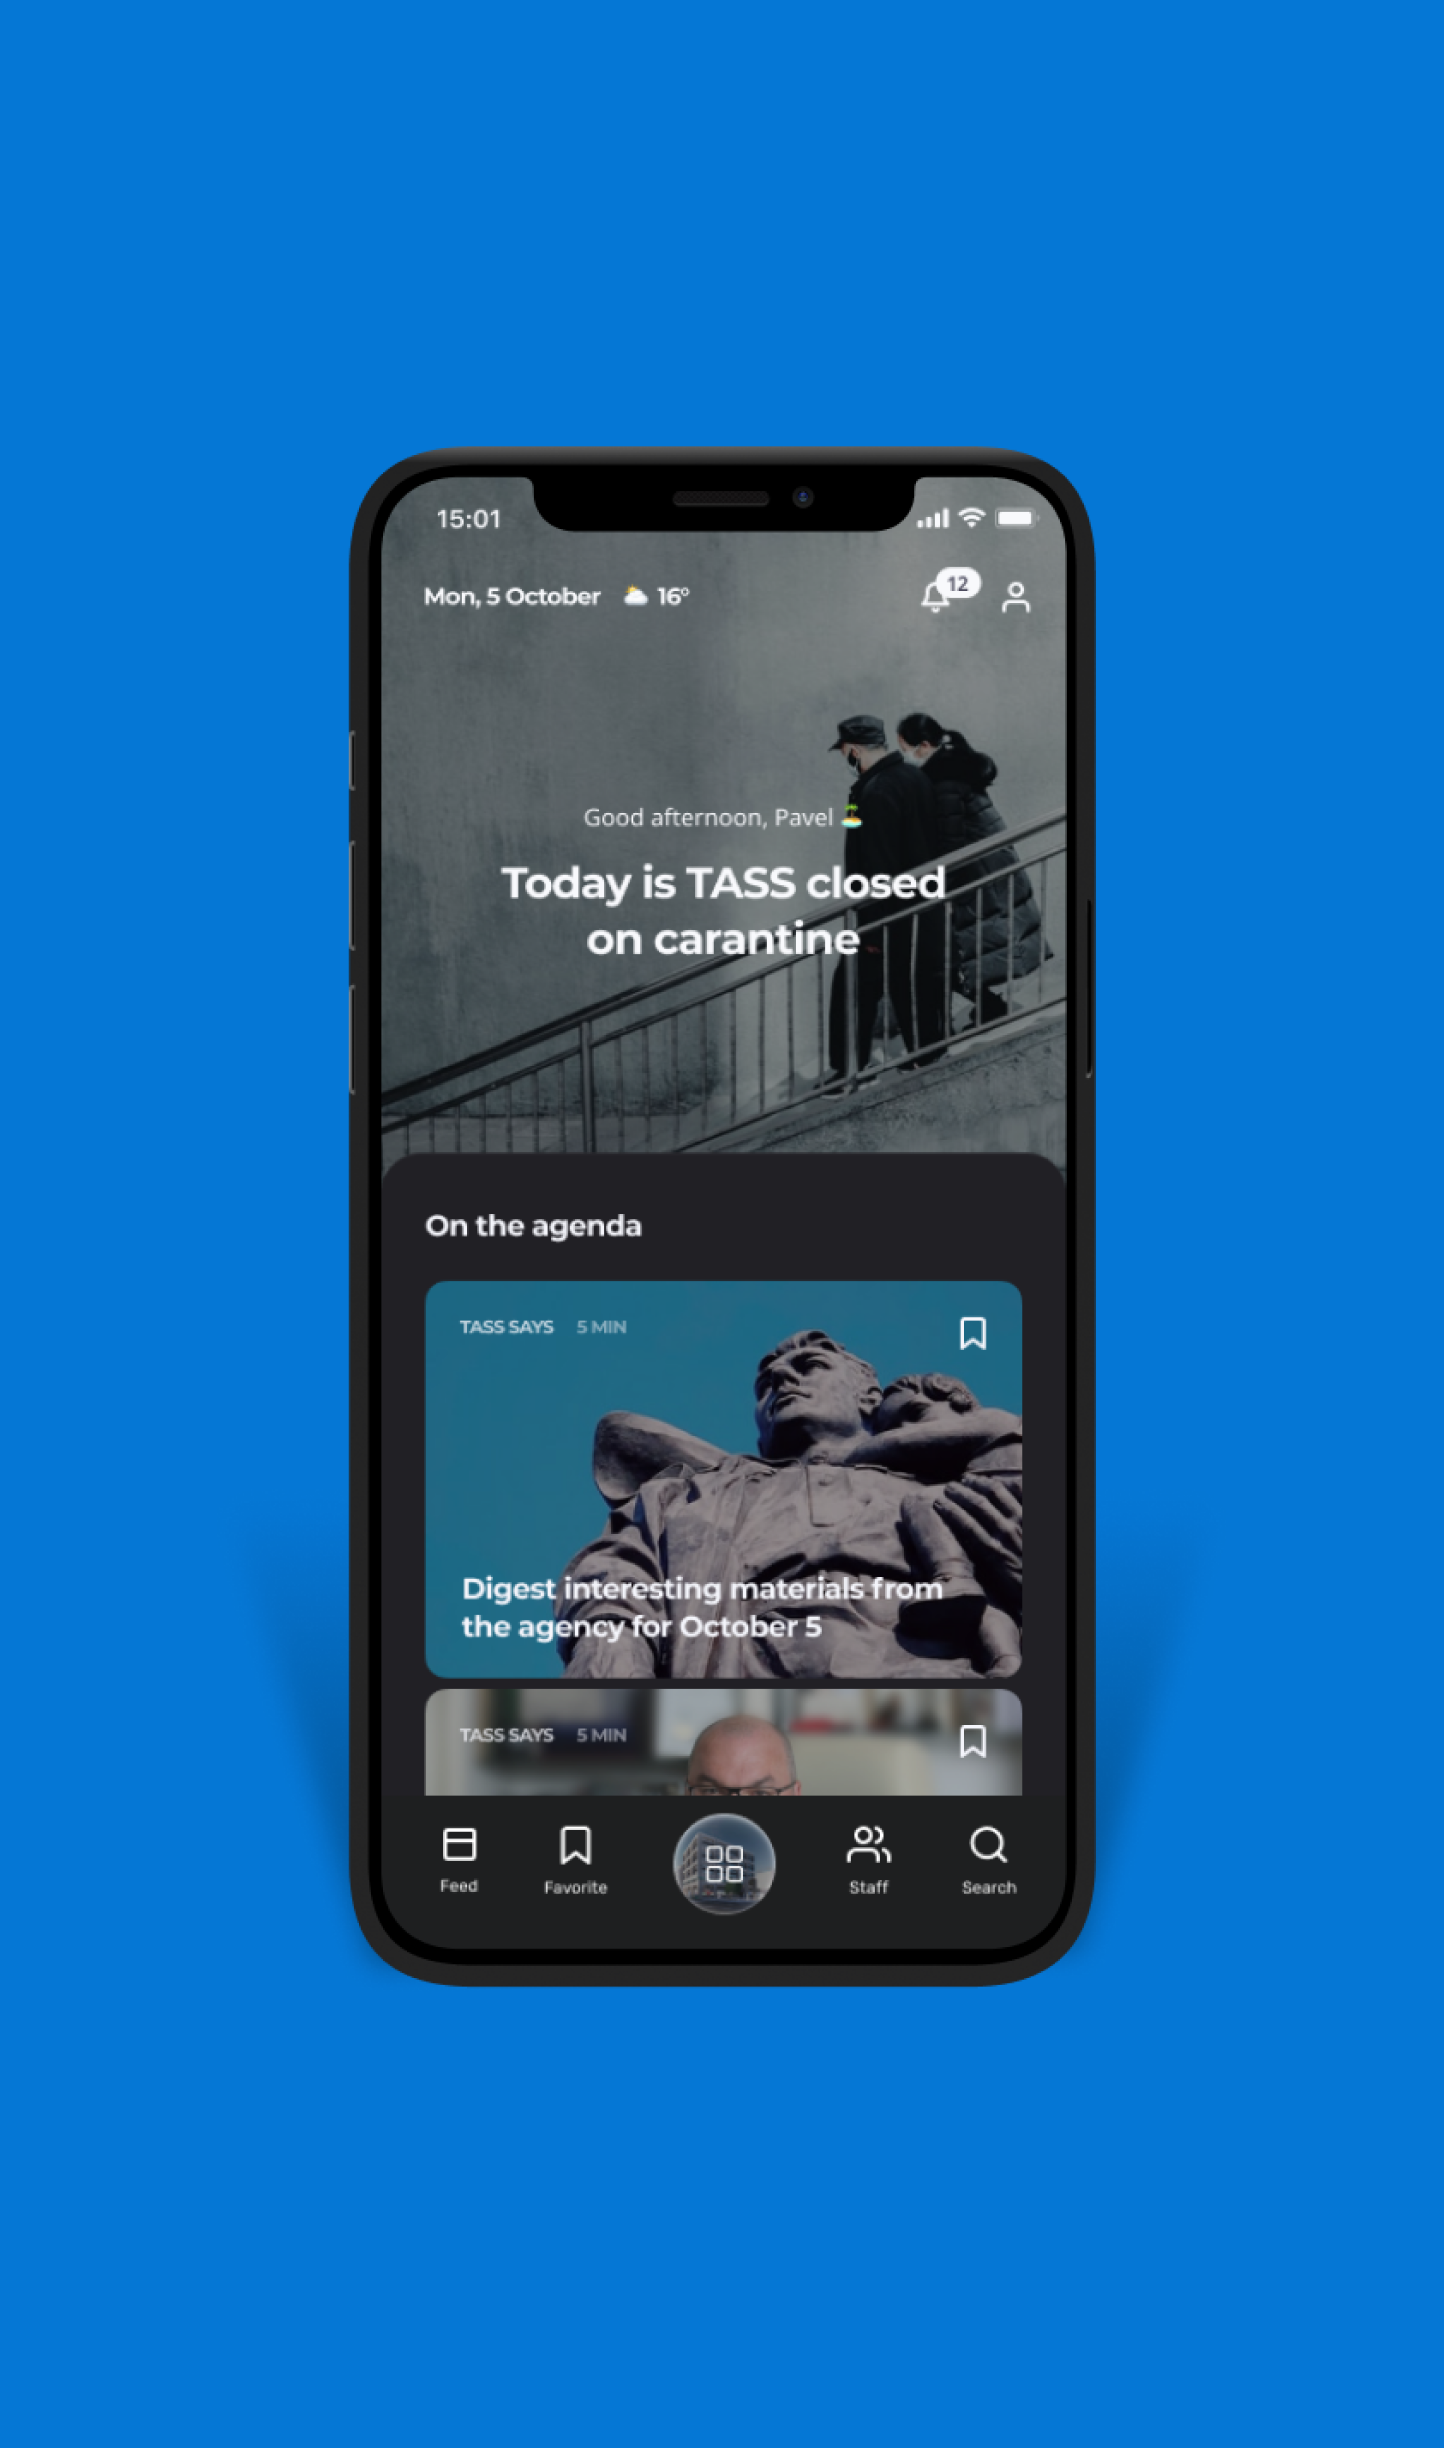 15:01
Mon, 5 October 16°
12
Good afternoon, Pavel
Today is TASS closed
on carantine
On the agenda
TASS SAYS 5 MIN
Digest interesting materials from
the agency for October 5
TASS SAYS 5 MIN
Feed
Favorite
Staff
Search